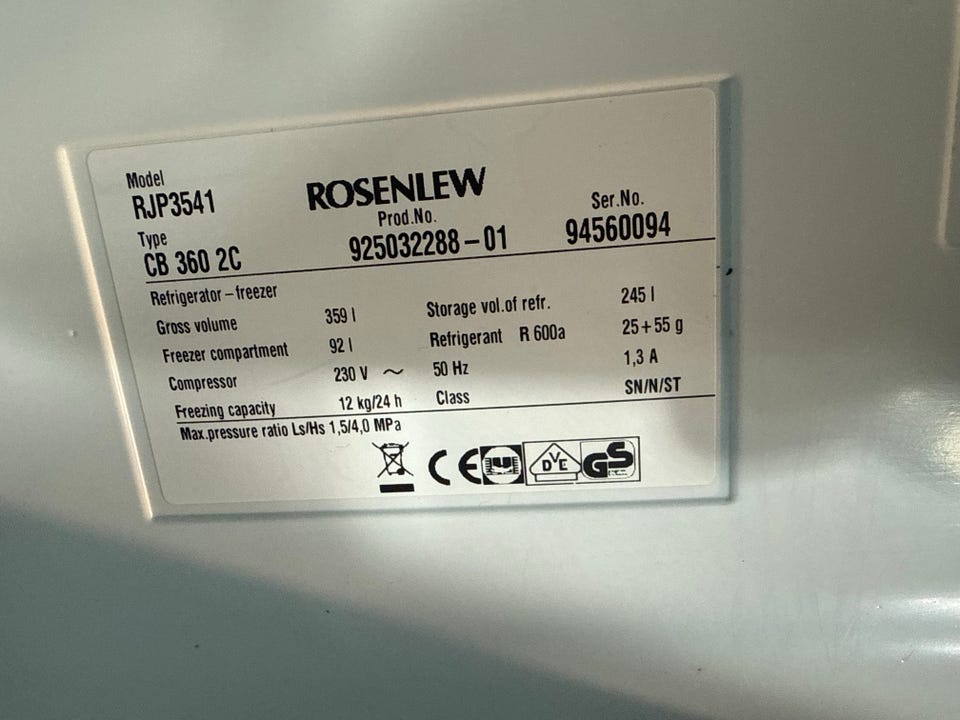 Model
RJP3541
ROSENLEW
Type
CB 360 2C
Prod.No.
925032288-01
Ser.No.
94560094
Refrigerator-freezer
Gross volume 359 l
Freezer compartment 92 l
Compressor 230 V ~ 50 Hz 1,3 A
Freezing capacity 12 kg/24 h
Storage vol.of refr. 245 l
Refrigerant R 600a 25+55 g
Class SN/N/ST
Max.pressure ratio Ls/Hs 1,5/4,0 MPa
CE
DVE
GS